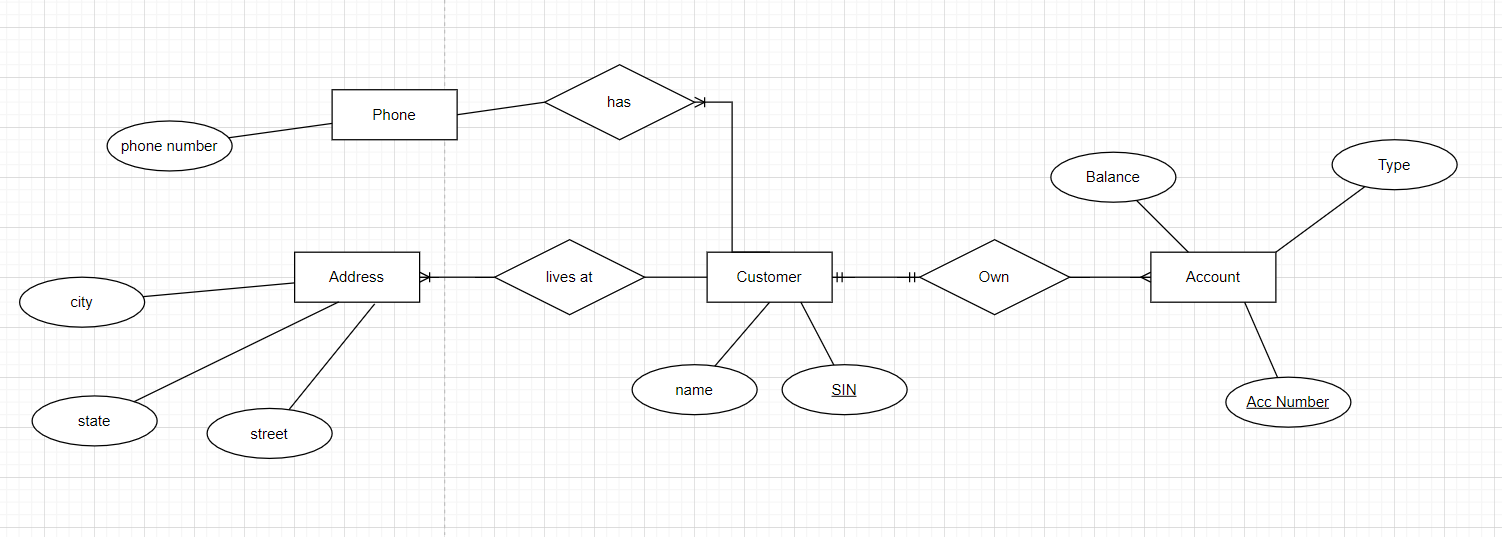 has
Phone
phone number
Balance
Type
Address
lives at
Customer
Own
Account
city
name
SIN
Acc Number
state
street